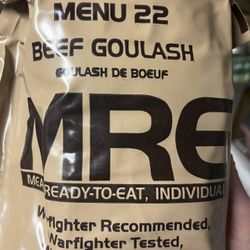 MENU 22
BEEF GOULASH
GOULASH DE BOEUF
MRE
MEAL, READY-TO-EAT, INDIVIDUAL
Warfighter Recommended,
Warfighter Tested,